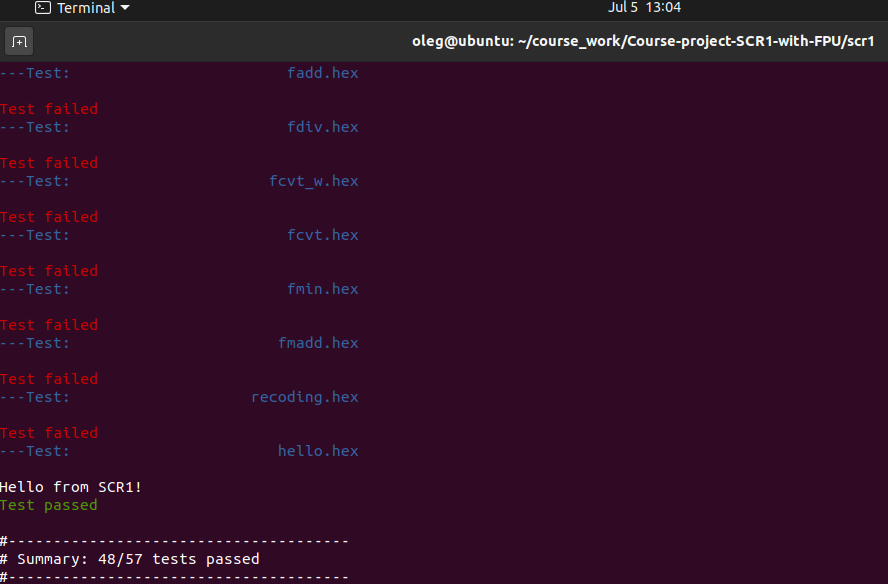 Terminal
Jul 5 13:04
oleg@ubuntu: ~/course_work/Course-project-SCR1-with-FPU/scr1
---Test: fadd.hex
Test failed
---Test: fdiv.hex
Test failed
---Test: fcvt_w.hex
Test failed
---Test: fcvt.hex
Test failed
---Test: fmin.hex
Test failed
---Test: fmadd.hex
Test failed
---Test: recoding.hex
Test failed
---Test: hello.hex
Hello from SCR1!
Test passed
#--------------------------------------
# Summary: 48/57 tests passed
#--------------------------------------